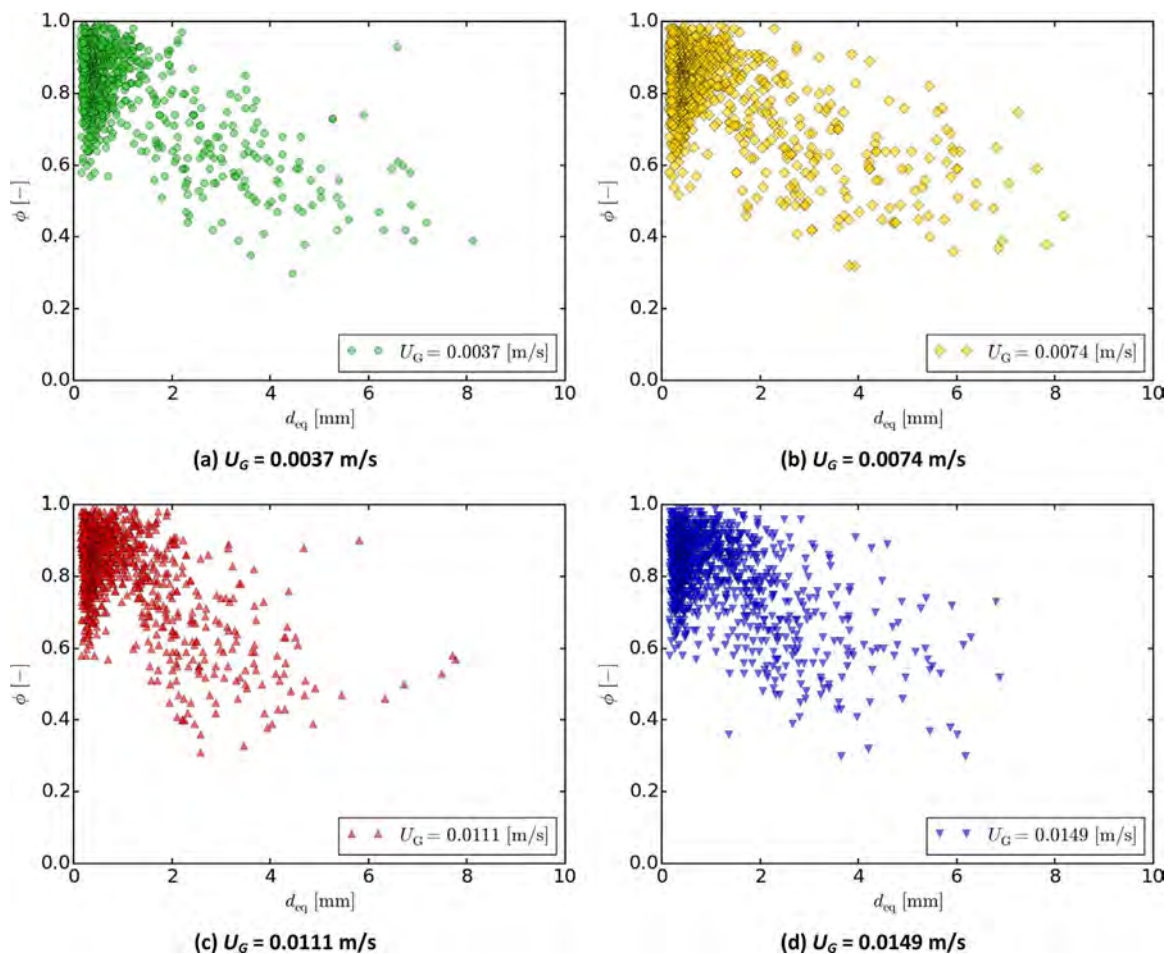 1.0
0.8
0.6
0.4
0.2
0.0
ϕ [−]
0 2 4 6 8 10
d_eq [mm]
U_G = 0.0037 [m/s]
(a) U_G = 0.0037 m/s
1.0
0.8
0.6
0.4
0.2
0.0
ϕ [−]
0 2 4 6 8 10
d_eq [mm]
U_G = 0.0074 [m/s]
(b) U_G = 0.0074 m/s
1.0
0.8
0.6
0.4
0.2
0.0
ϕ [−]
0 2 4 6 8 10
d_eq [mm]
U_G = 0.0111 [m/s]
(c) U_G = 0.0111 m/s
1.0
0.8
0.6
0.4
0.2
0.0
ϕ [−]
0 2 4 6 8 10
d_eq [mm]
U_G = 0.0149 [m/s]
(d) U_G = 0.0149 m/s